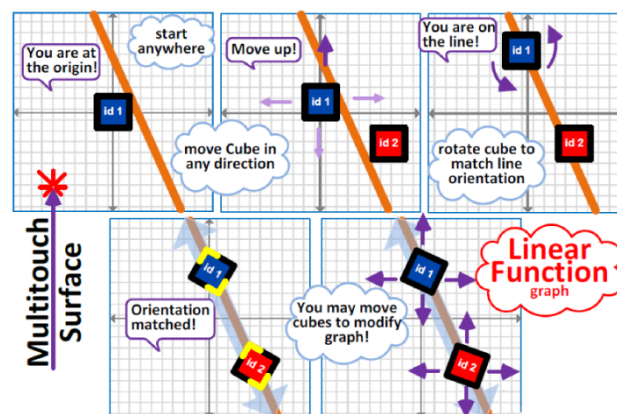 You are at
the origin!
start
anywhere
id 1
Move up!
id 1
id 2
move Cube in
any direction
You are on
the line!
id 1
id 2
rotate cube to
match line
orientation
Multitouch
Surface
id 1
Orientation
matched!
id 2
You may move
cubes to modify
graph!
id 1
id 2
Linear
Function
graph